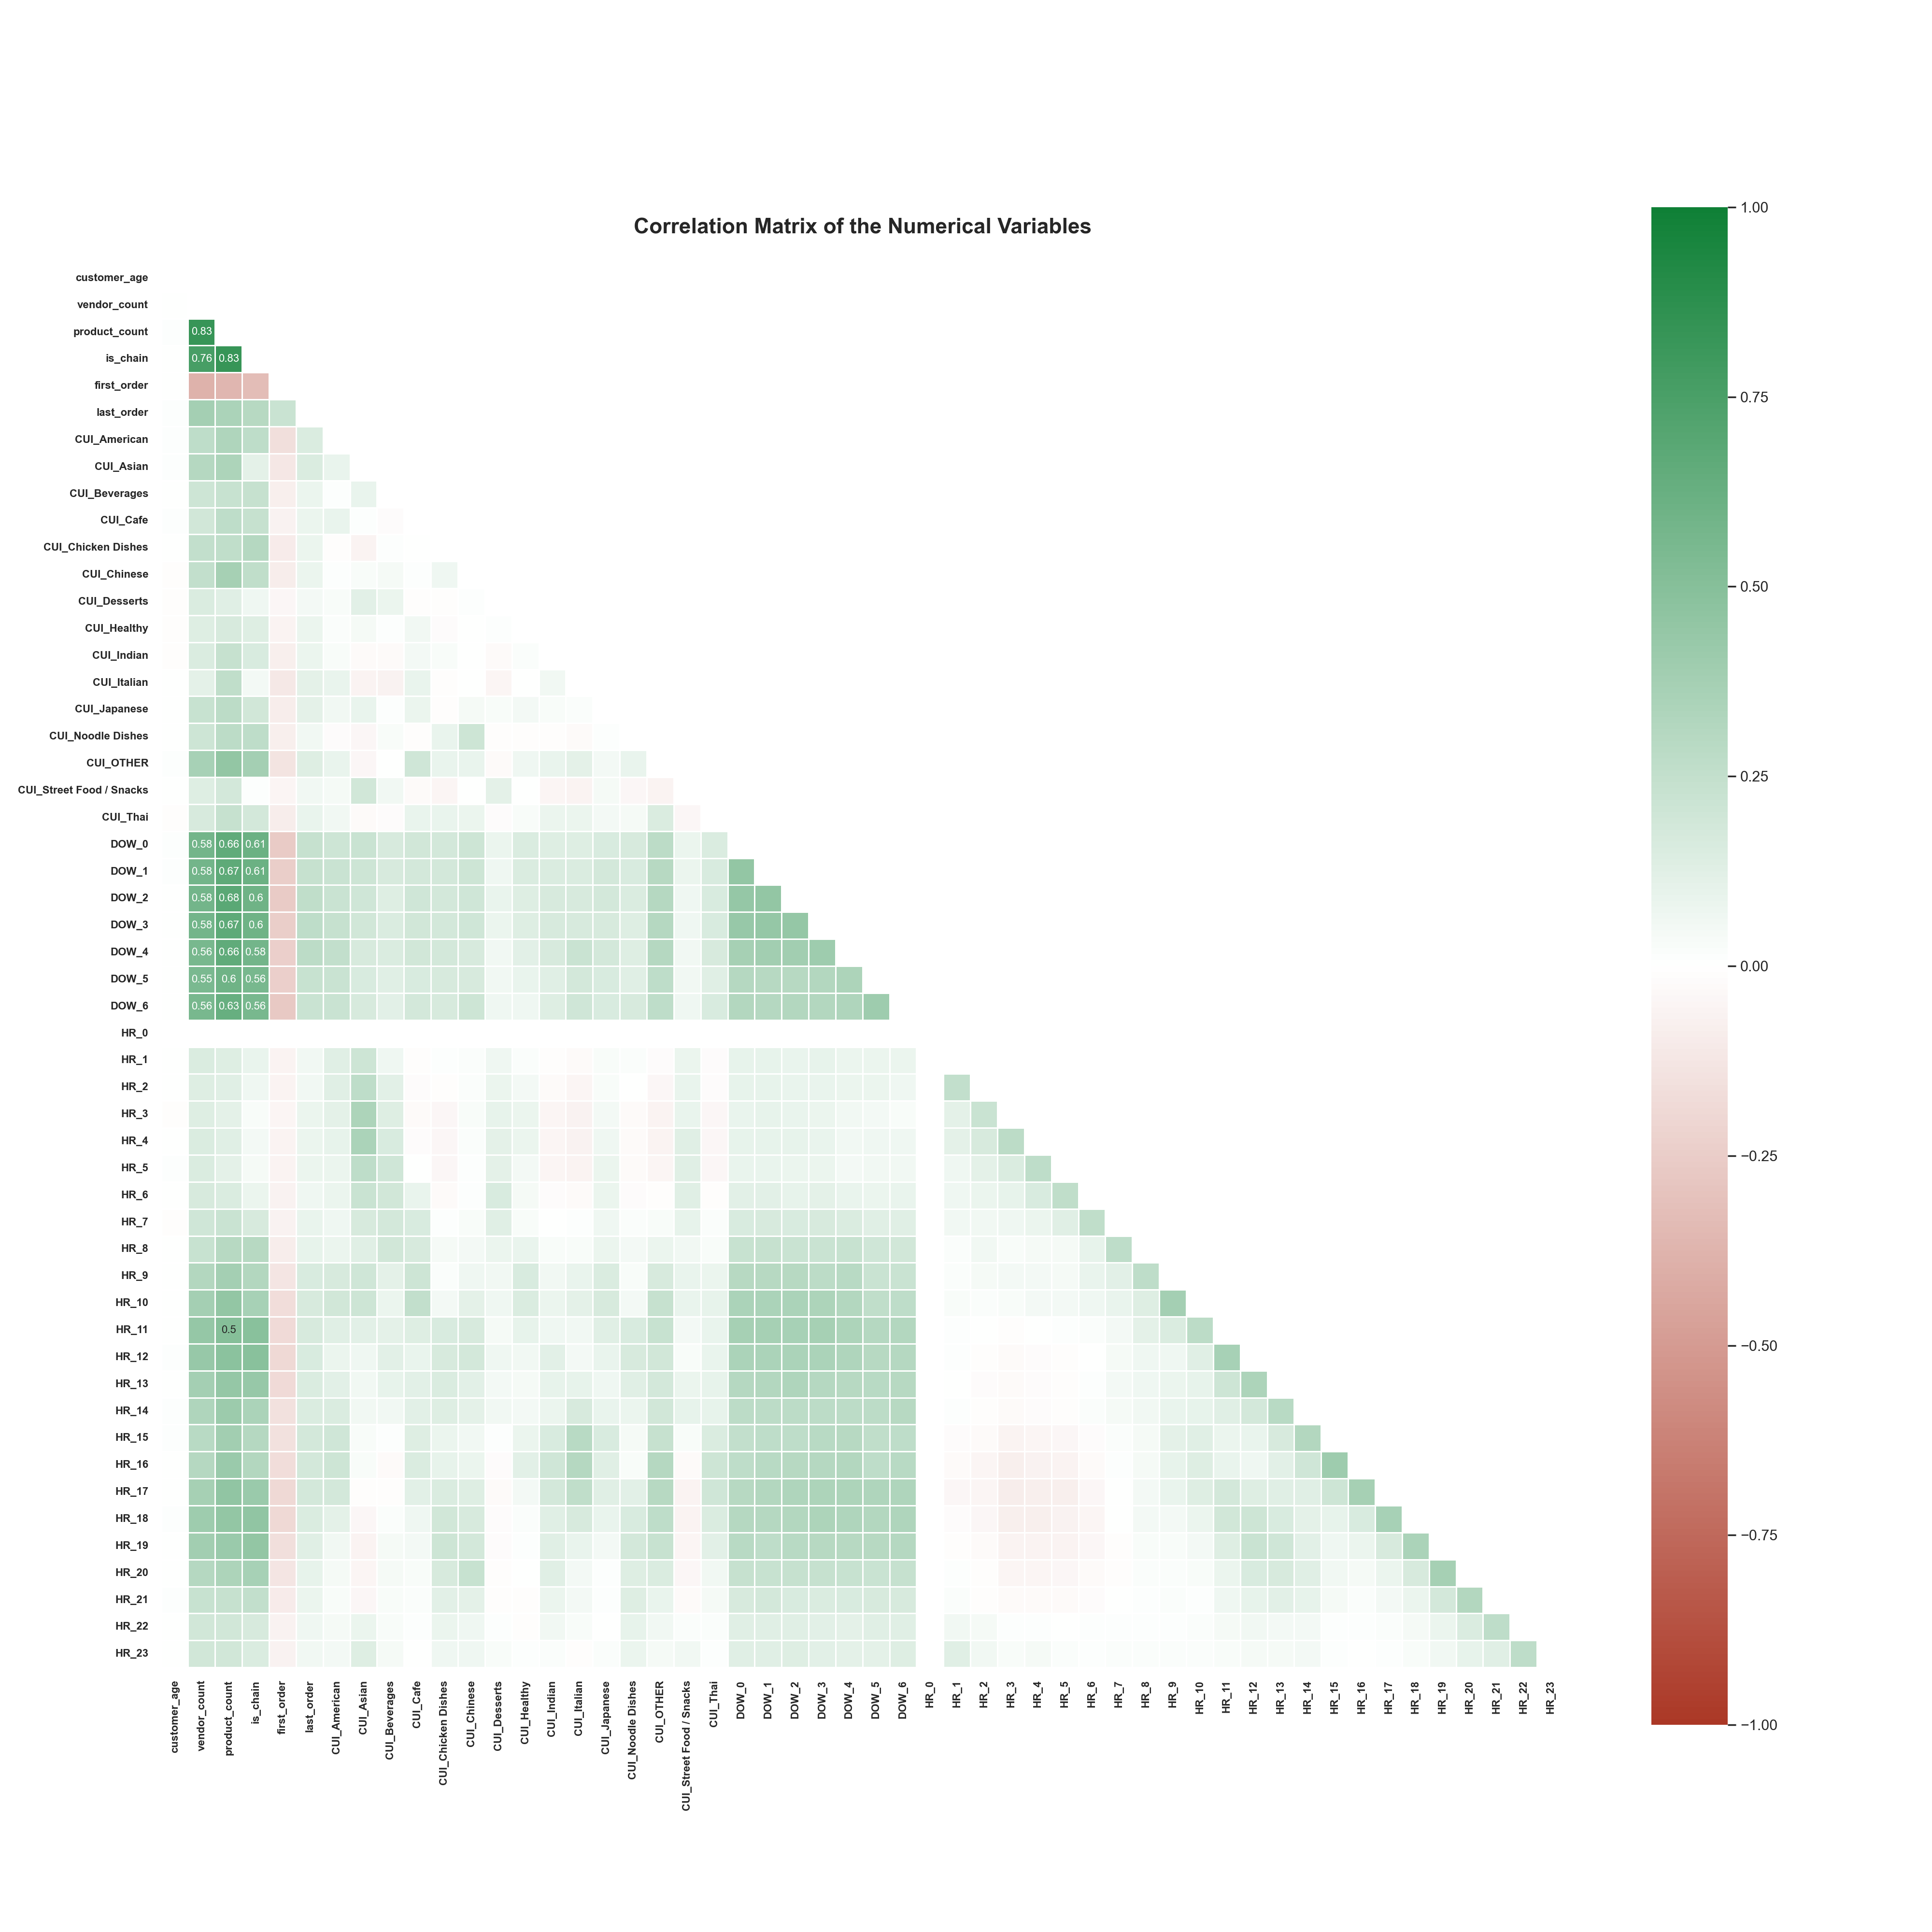 Correlation Matrix of the Numerical Variables
customer_age
vendor_count
product_count 0.83
is_chain 0.76 0.83
first_order
last_order
CUI_American
CUI_Asian
CUI_Beverages
CUI_Cafe
CUI_Chicken Dishes
CUI_Chinese
CUI_Desserts
CUI_Healthy
CUI_Indian
CUI_Italian
CUI_Japanese
CUI_Noodle Dishes
CUI_OTHER
CUI_Street Food / Snacks
CUI_Thai
DOW_0 0.58 0.66 0.61
DOW_1 0.58 0.67 0.61
DOW_2 0.58 0.68 0.6
DOW_3 0.58 0.67 0.6
DOW_4 0.56 0.66 0.58
DOW_5 0.55 0.6 0.56
DOW_6 0.56 0.63 0.56
HR_0
HR_1
HR_2
HR_3
HR_4
HR_5
HR_6
HR_7
HR_8
HR_9
HR_10
HR_11 0.5
HR_12
HR_13
HR_14
HR_15
HR_16
HR_17
HR_18
HR_19
HR_20
HR_21
HR_22
HR_23
customer_age
vendor_count
product_count
is_chain
first_order
last_order
CUI_American
CUI_Asian
CUI_Beverages
CUI_Cafe
CUI_Chicken Dishes
CUI_Chinese
CUI_Desserts
CUI_Healthy
CUI_Indian
CUI_Italian
CUI_Japanese
CUI_Noodle Dishes
CUI_OTHER
CUI_Street Food / Snacks
CUI_Thai
DOW_0
DOW_1
DOW_2
DOW_3
DOW_4
DOW_5
DOW_6
HR_0
HR_1
HR_2
HR_3
HR_4
HR_5
HR_6
HR_7
HR_8
HR_9
HR_10
HR_11
HR_12
HR_13
HR_14
HR_15
HR_16
HR_17
HR_18
HR_19
HR_20
HR_21
HR_22
HR_23
1.00
0.75
0.50
0.25
0.00
−0.25
−0.50
−0.75
−1.00